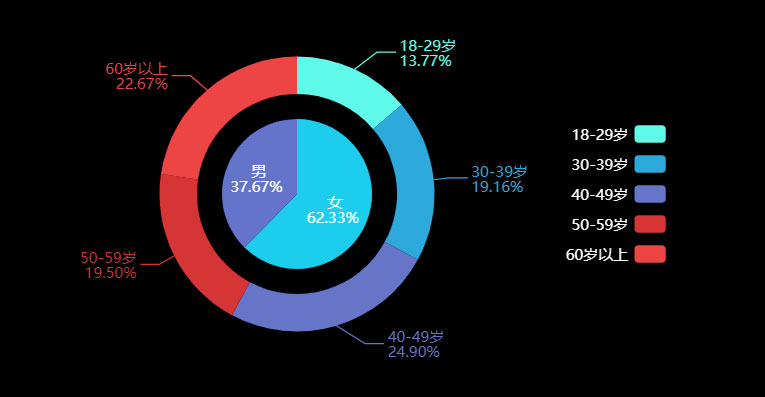 18-29岁
13.77%
60岁以上
22.67%
男
37.67%
30-39岁
19.16%
女
62.33%
50-59岁
19.50%
40-49岁
24.90%
18-29岁
30-39岁
40-49岁
50-59岁
60岁以上